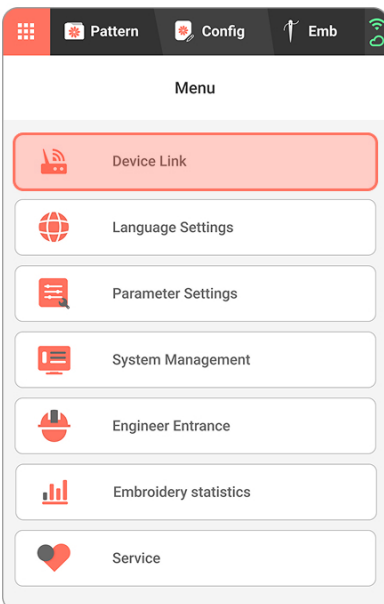 Pattern
Config
Emb
Menu
Device Link
Language Settings
Parameter Settings
System Management
Engineer Entrance
Embroidery statistics
Service